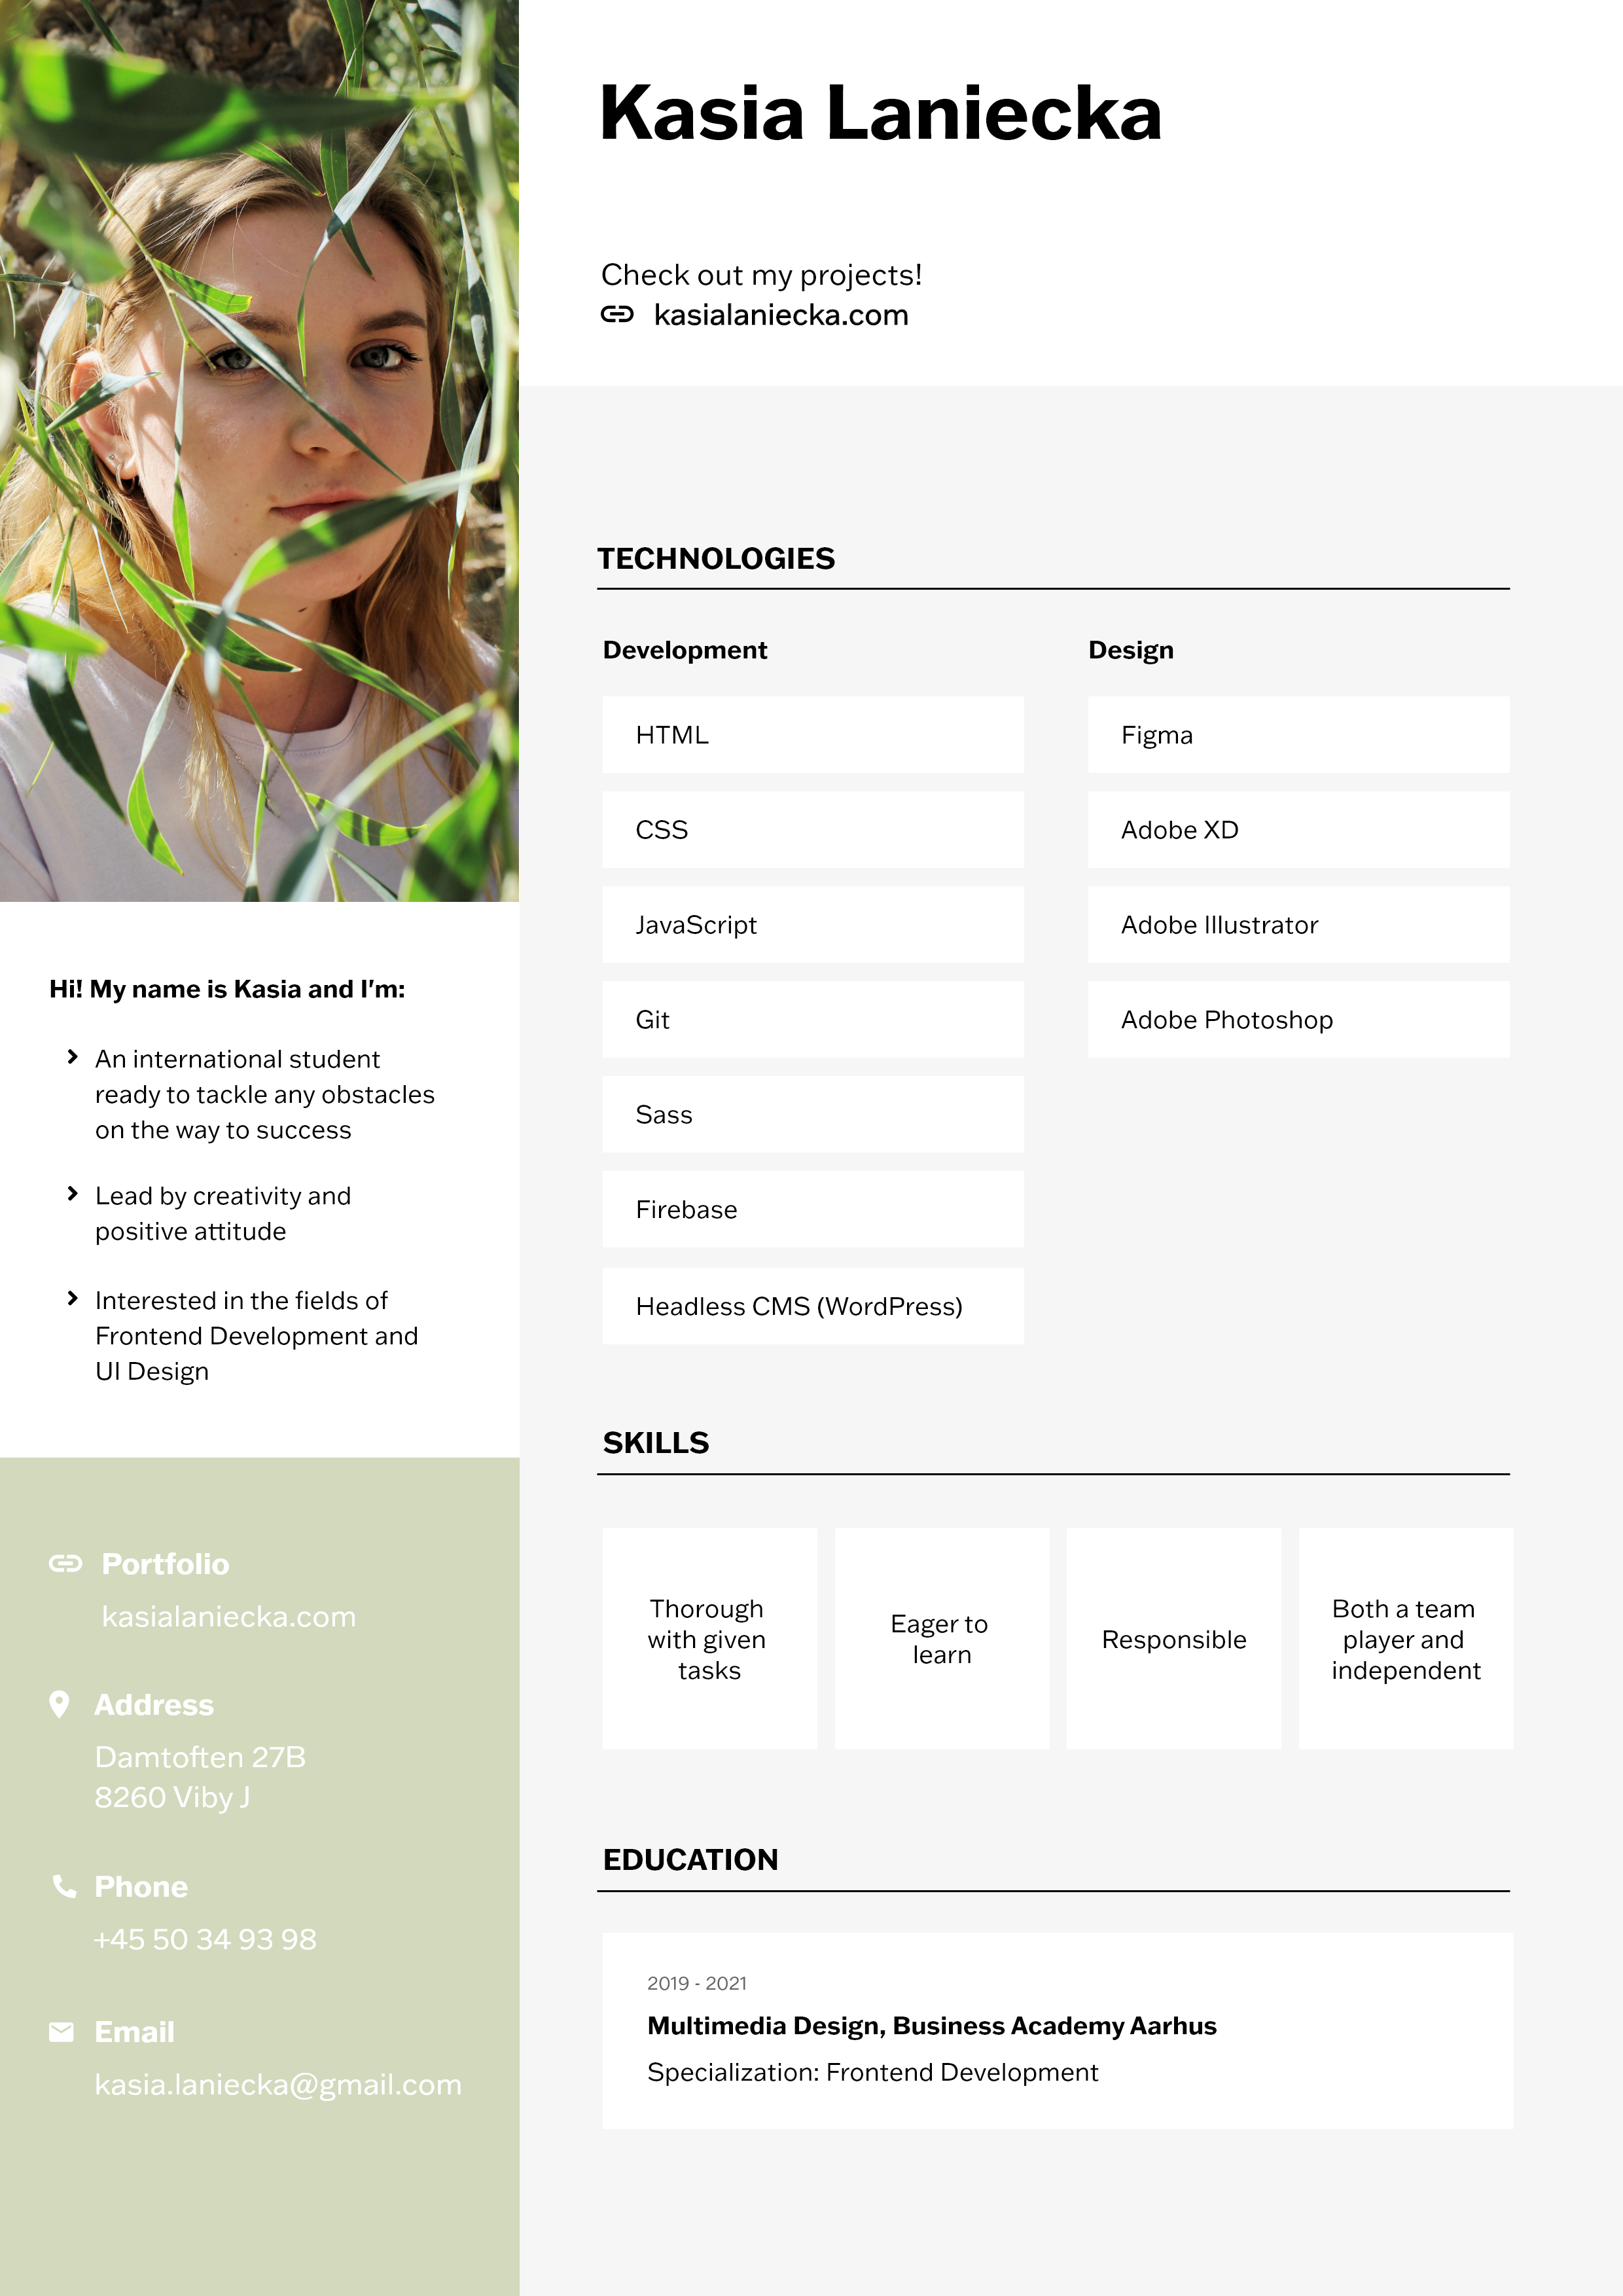 Kasia Laniecka
Check out my projects!
kasialaniecka.com
Hi! My name is Kasia and I'm:
An international student
ready to tackle any obstacles
on the way to success
Lead by creativity and
positive attitude
Interested in the fields of
Frontend Development and
UI Design
Portfolio
kasialaniecka.com
Address
Damtoften 27B
8260 Viby J
Phone
+45 50 34 93 98
Email
kasia.laniecka@gmail.com
TECHNOLOGIES
Development
HTML
CSS
JavaScript
Git
Sass
Firebase
Headless CMS (WordPress)
Design
Figma
Adobe XD
Adobe Illustrator
Adobe Photoshop
SKILLS
Thorough
with given
tasks
Eager to
learn
Responsible
Both a team
player and
independent
EDUCATION
2019 - 2021
Multimedia Design, Business Academy Aarhus
Specialization: Frontend Development